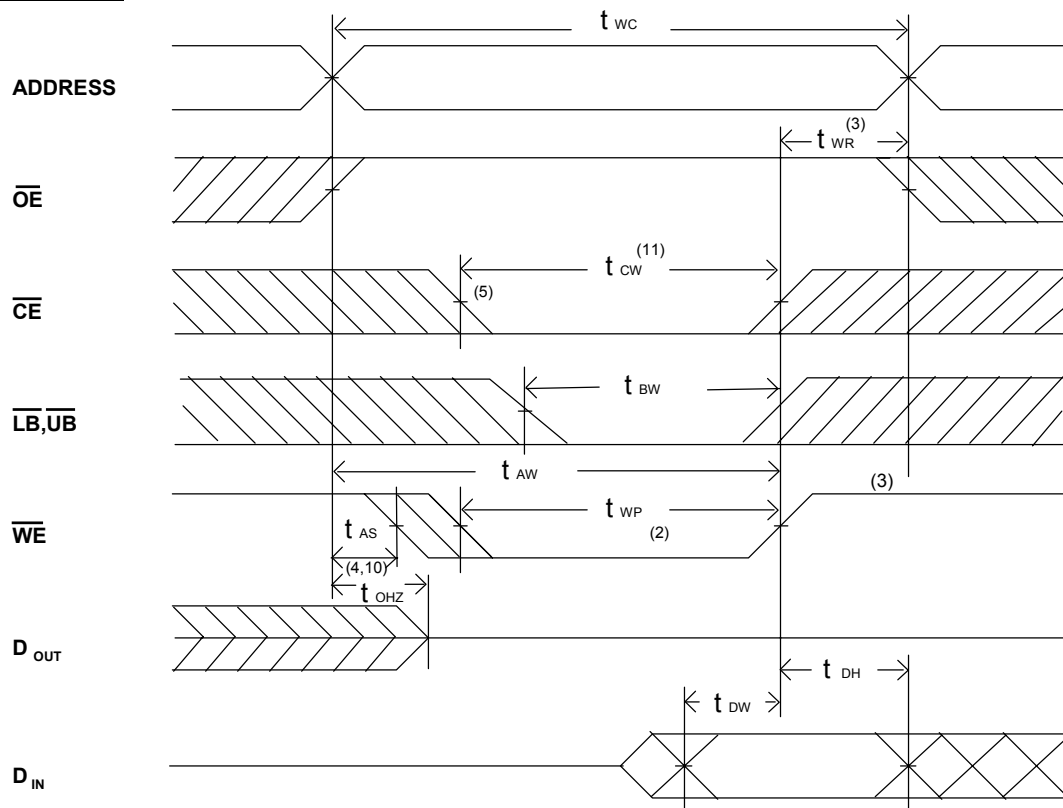 t WC
ADDRESS
t WR (3)
OE
t CW (11)
(5)
CE
t BW
LB,UB
t AW
(3)
WE
t AS
t WP
(2)
(4,10)
t OHZ
D OUT
t DH
t DW
D IN